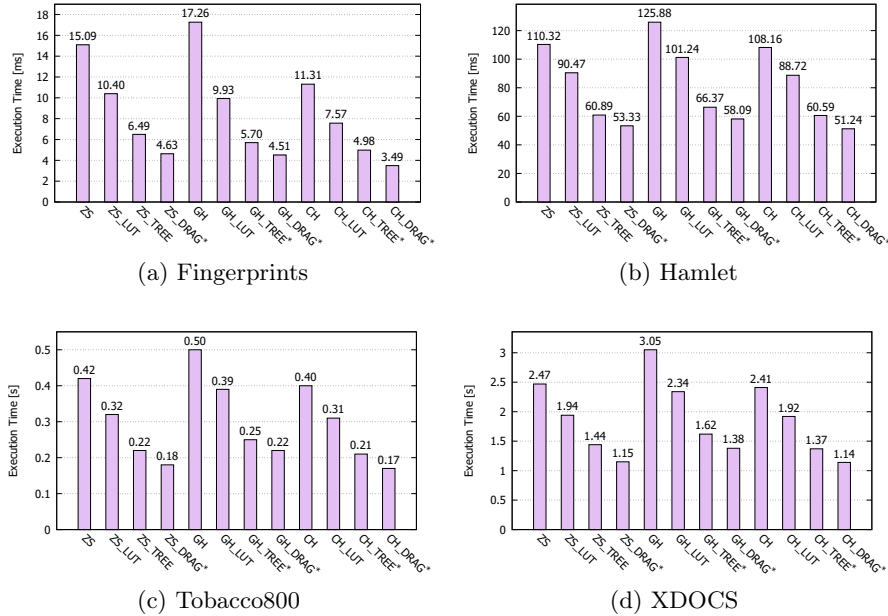 18
16
14
12
10
8
6
4
2
0
Execution Time [ms]
15.09
10.40
6.49
4.63
17.26
9.93
5.70
4.51
11.31
7.57
4.98
3.49
ZS
ZS_LUT
ZS_TREE
ZS_DRAG*
GH
GH_LUT
GH_TREE*
GH_DRAG*
CH
CH_LUT
CH_TREE*
CH_DRAG*
(a) Fingerprints
120
100
80
60
40
20
0
Execution Time [ms]
110.32
90.47
60.89
53.33
125.88
101.24
66.37
58.09
108.16
88.72
60.59
51.24
ZS
ZS_LUT
ZS_TREE
ZS_DRAG*
GH
GH_LUT
GH_TREE*
GH_DRAG*
CH
CH_LUT
CH_TREE*
CH_DRAG*
(b) Hamlet
0.5
0.4
0.3
0.2
0.1
0
Execution Time [s]
0.42
0.32
0.22
0.18
0.50
0.39
0.25
0.22
0.40
0.31
0.21
0.17
ZS
ZS_LUT
ZS_TREE
ZS_DRAG*
GH
GH_LUT
GH_TREE*
GH_DRAG*
CH
CH_LUT
CH_TREE*
CH_DRAG*
(c) Tobacco800
3
2.5
2
1.5
1
0.5
0
Execution Time [s]
2.47
1.94
1.44
1.15
3.05
2.34
1.62
1.38
2.41
1.92
1.37
1.14
ZS
ZS_LUT
ZS_TREE
ZS_DRAG*
GH
GH_LUT
GH_TREE*
GH_DRAG*
CH
CH_LUT
CH_TREE*
CH_DRAG*
(d) XDOCS